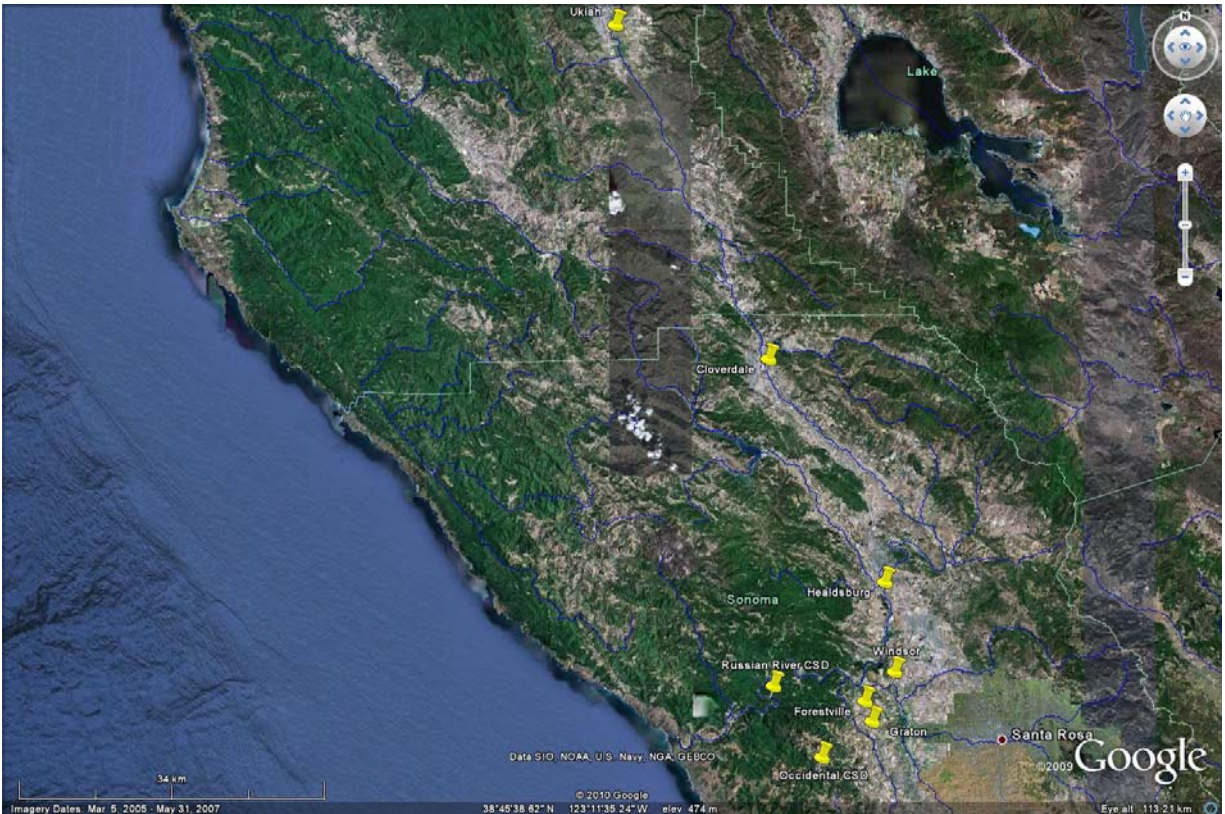 Ukiah
N
Lake
Cloverdale
Healdsburg
Sonoma
Windsor
Russian River CSD
Forestville
Graton
Santa Rosa
Occidental CSD
Data SIO, NOAA, U.S. Navy, NGA, GEBCO
©2009 Google
34 km
© 2010 Google
Imagery Dates: Mar 5, 2005 - May 31, 2007 38°45'38.62" N 123°11'35.24" W elev 474 m Eye alt 113.21 km